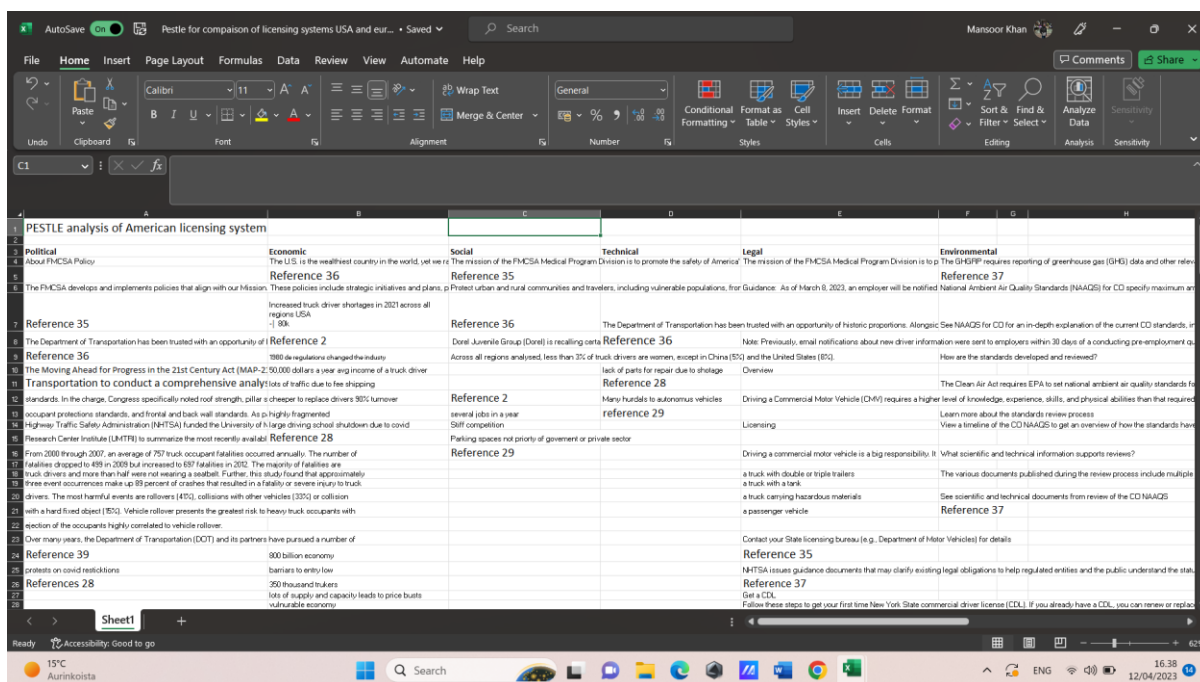 AutoSave On Pestle for compaison of licensing systems USA and eur... • Saved Search Mansoor Khan
File Home Insert Page Layout Formulas Data Review View Automate Help Comments Share
Calibri 11 Wrap Text General
Paste Merge & Center Conditional Formatting Format as Table Cell Styles Insert Delete Format Sort & Filter Find & Select Analyze Data Sensitivity
Undo Clipboard Font Alignment Number Styles Cells Editing Analysis Sensitivity
C1 fx
A B C D E F G H
1 PESTLE analysis of American licensing system
2
3 Political Economic Social Technical Legal Environmental
4 About FMCSA Policy The U.S. is the wealthiest country in the world, yet we ra The mission of the FMCSA Medical Program Division is to promote the safety of America' The mission of the FMCSA Medical Program Division is to p The GHGRP requires reporting of greenhouse gas (GHG) data and other relev
5 Reference 36 Reference 35 Reference 37
6 The FMCSA develops and implements policies that align with our Mission. These policies include strategic initiatives and plans, p Protect urban and rural communities and travelers, including vulnerable populations, fror Guidance: As of March 8, 2023, an employer will be notified National Ambient Air Quality Standards (NAAQS) for CO specify maximum am
Increased truck driver shortages in 2021 across all
regions USA
7 Reference 35 -| 80k Reference 36 The Department of Transportation has been trusted with an opportunity of historic proportions. Alongsic See NAAQS for CO for an in-depth explanation of the current CO standards, in
8 The Department of Transportation has been trusted with an opportunity of l Reference 2 Dorel Juvenile Group (Dorel) is recalling certa Reference 36 Note: Previously, email notifications about new driver information were sent to employers within 30 days of a conducting pre-employment qu
9 Reference 36 1980 de regulations changed the industry Across all regions analysed, less than 3% of truck drivers are women, except in China (5%) and the United States (8%). How are the standards developed and reviewed?
10 The Moving Ahead for Progress in the 21st Century Act (MAP-2: 50,000 dollars a year avg income of a truck driver lack of parts for repair due to shotage Overview
11 Transportation to conduct a comprehensive analy: lots of traffic due to fee shipping Reference 28 The Clean Air Act requires EPA to set national ambient air quality standards fo
12 standards. In the charge, Congress specifically noted roof strength, pillar s cheeper to replace drivers 90% turnover Reference 2 Many hurdals to autonomus vehicles Driving a Commercial Motor Vehicle (CMV) requires a higher level of knowledge, experience, skills, and physical abilities than that required
13 occupant protections standards, and frontal and back wall standards. As pa highly fragmented several jobs in a year reference 29 Learn more about the standards review process
14 Highway Traffic Safety Administration (NHTSA) funded the University of M large driving school shutdown due to covid Stiff competition Licensing View a timeline of the CO NAAQS to get an overview of how the standards have
15 Research Center Institute (UMTRI) to summarize the most recently availabl Reference 28 Parking spaces not priorty of goverment or private sector
16 From 2000 through 2007, an average of 757 truck occupant fatalities occurred annually. The number of Reference 29 Driving a commercial motor vehicle is a big responsibility. It What scientific and technical information supports reviews?
17 fatalities dropped to 499 in 2009 but increased to 697 fatalities in 2012. The majority of fatalities are
18 truck drivers and more than half were not wearing a seatbelt. Further, this study found that approximately a truck with double or triple trailers The various documents published during the review process include multiple
19 three event occurrences make up 89 percent of crashes that resulted in a fatality or severe injury to truck a truck with a tank
20 drivers. The most harmful events are rollovers (41%), collisions with other vehicles (33%) or collision a truck carrying hazardous materials See scientific and technical documents from review of the CO NAAQS
21 with a hard fixed object (15%). Vehicle rollover presents the greatest risk to heavy truck occupants with a passenger vehicle Reference 37
22 ejection of the occupants highly correlated to vehicle rollover.
23 Over many years, the Department of Transportation (DOT) and its partners have pursued a number of Contact your State licensing bureau (e.g., Department of Motor Vehicles) for details
24 Reference 39 800 billion economy Reference 35
25 protests on covid resticktions barriors to entry low NHTSA issues guidance documents that may clarify existing legal obligations to help regulated entities and the public understand the statu
26 References 28 350 thousand trukers Reference 37
27 lots of supply and capacity leads to price busts Get a CDL
28 vulnurable economy Follow these steps to get your first time New York State commercial driver license (CDL). If you already have a CDL, you can renew or replac
Sheet1
Ready Accessibility: Good to go 62%
15°C
Aurinkoista
Search
ENG
16.38
12/04/2023
14